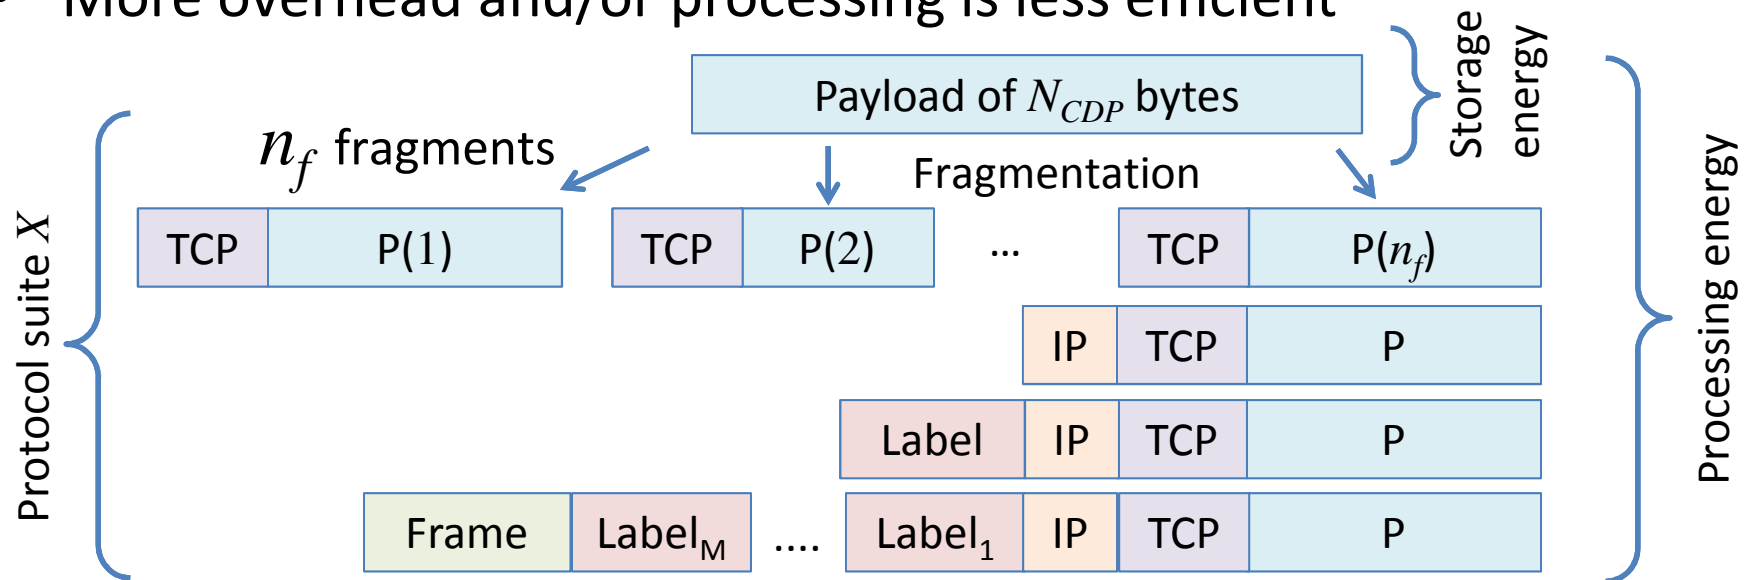 • More overhead and/or processing is less efficient
Payload of N_CDP bytes
Storage energy
n_f fragments
Fragmentation
Protocol suite X
Processing energy
TCP P(1) TCP P(2) ... TCP P(n_f)
IP TCP P
Label IP TCP P
Frame Label_M .... Label_1 IP TCP P